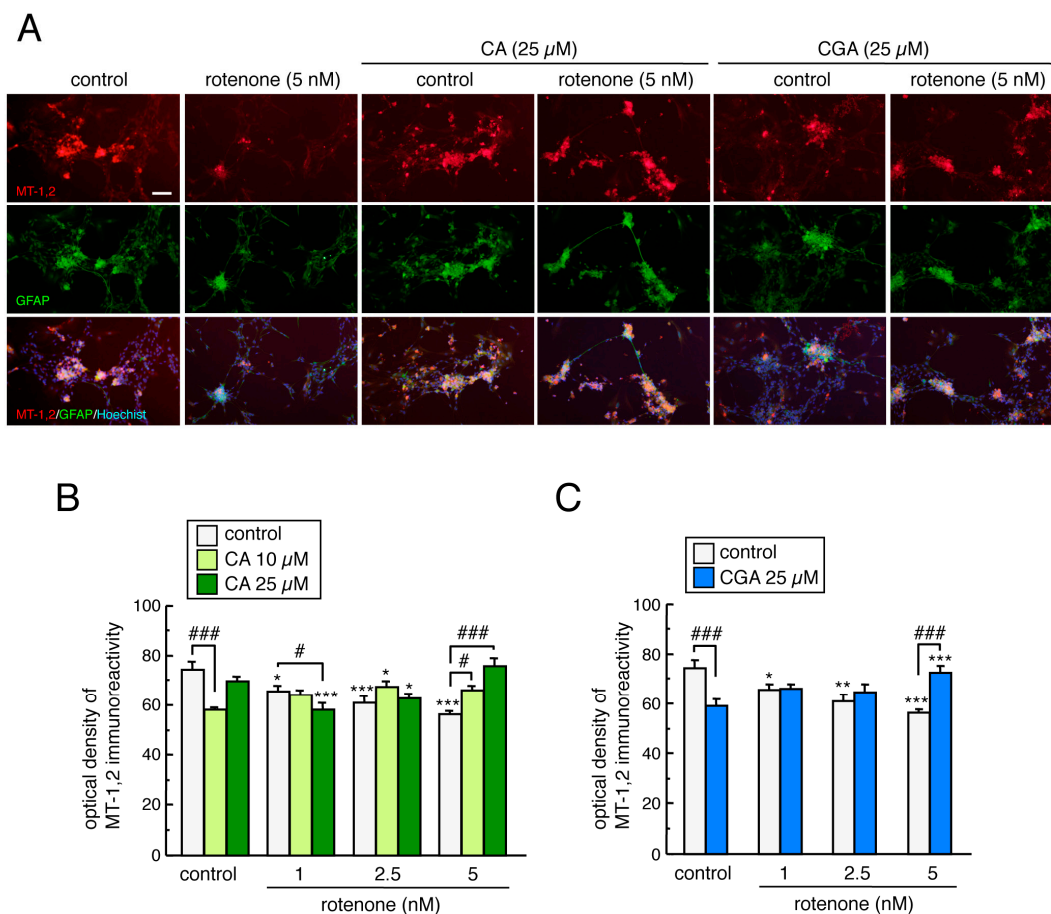 A
CA (25 µM)
CGA (25 µM)
control
rotenone (5 nM)
control
rotenone (5 nM)
control
rotenone (5 nM)
MT-1,2
GFAP
MT-1,2/GFAP/Hoechist
B
control
CA 10 µM
CA 25 µM
optical density of
MT-1,2 immunoreactivity
100
80
60
40
20
0
###
#
###
#
*
***
***
*
*
***
control
1
2.5
5
rotenone (nM)
C
control
CGA 25 µM
optical density of
MT-1,2 immunoreactivity
100
80
60
40
20
0
###
###
*
**
***
***
control
1
2.5
5
rotenone (nM)